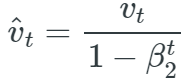 $\hat{v}_t = \frac{v_t}{1 - \beta_2^t}$